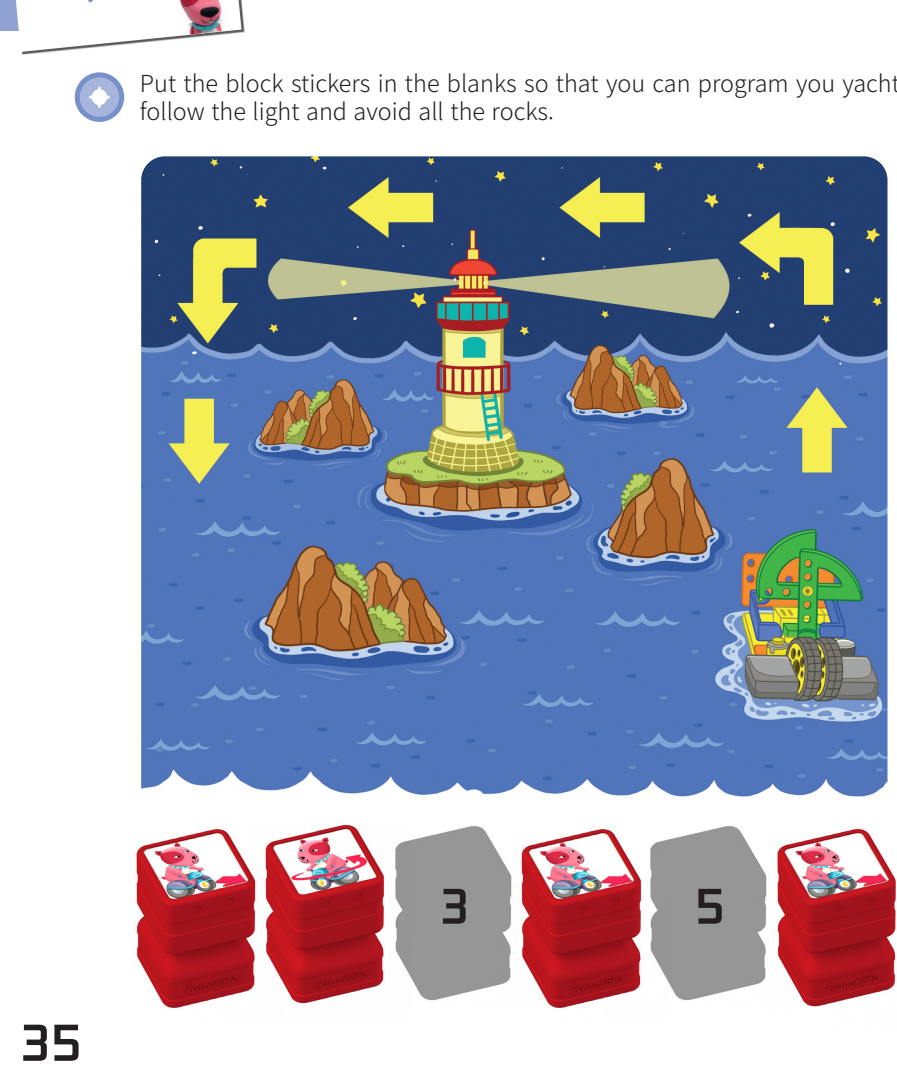 Put the block stickers in the blanks so that you can program you yacht
follow the light and avoid all the rocks.
3
5
35